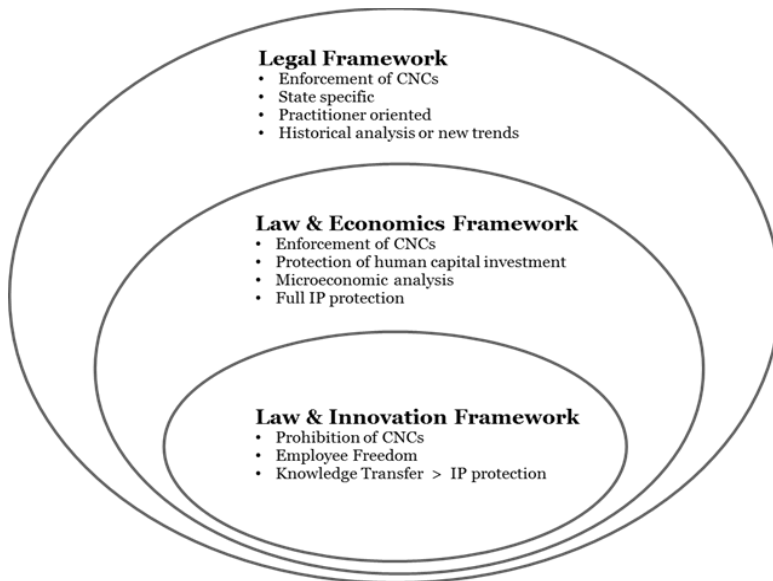 Legal Framework
• Enforcement of CNCs
• State specific
• Practitioner oriented
• Historical analysis or new trends
Law & Economics Framework
• Enforcement of CNCs
• Protection of human capital investment
• Microeconomic analysis
• Full IP protection
Law & Innovation Framework
• Prohibition of CNCs
• Employee Freedom
• Knowledge Transfer > IP protection